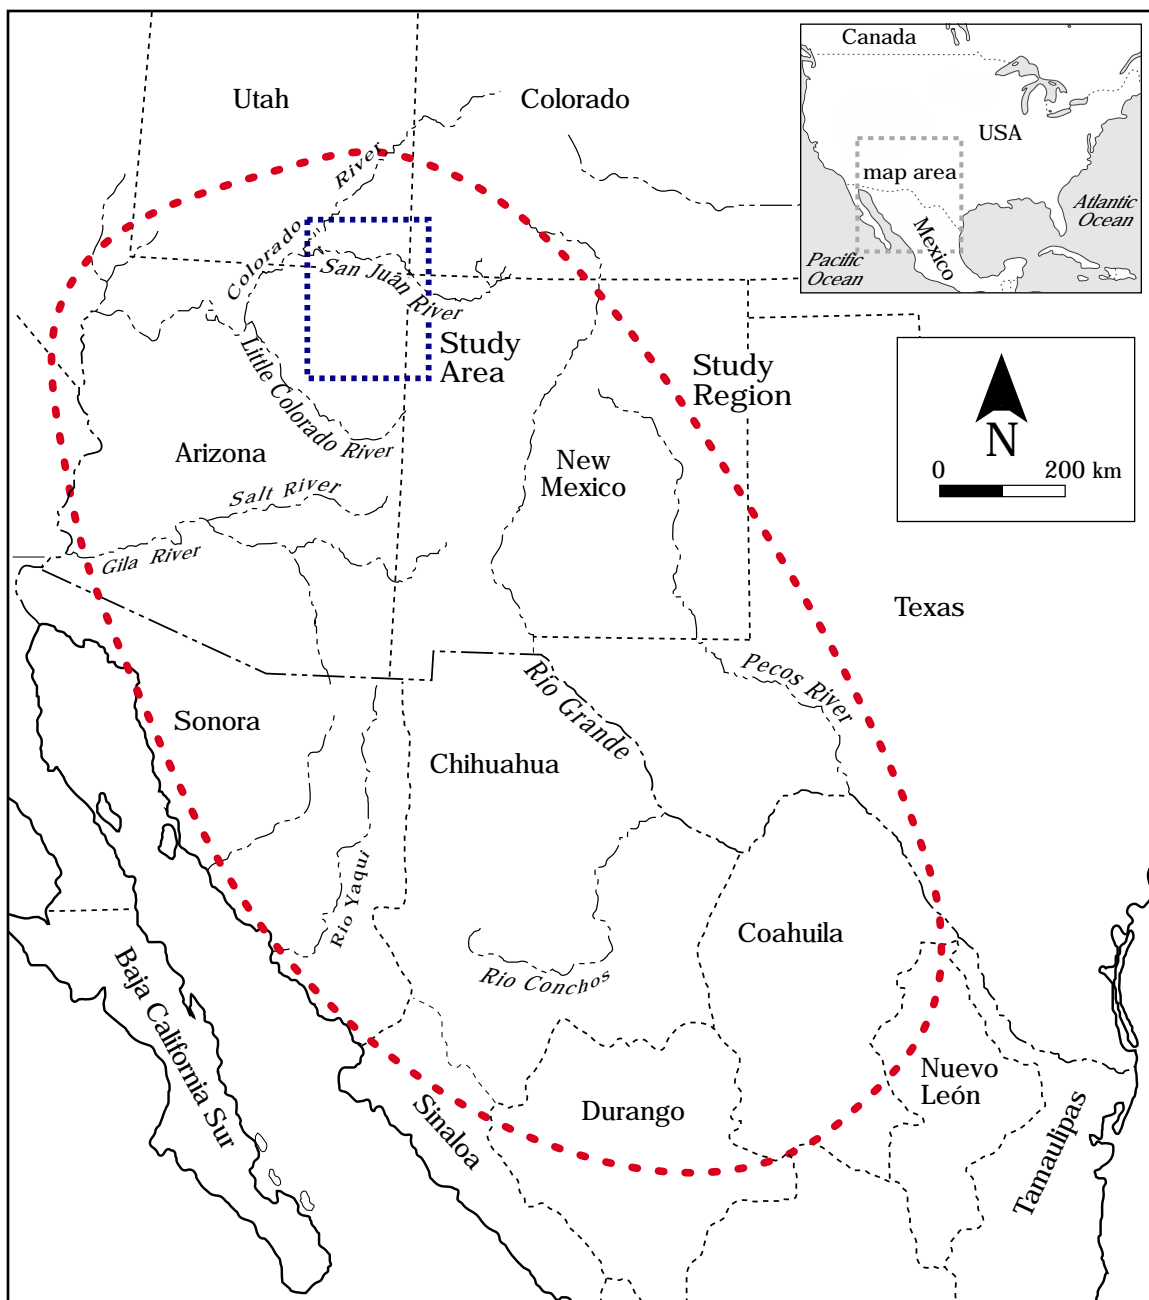 Canada
USA
map area
Mexico
Atlantic
Ocean
Pacific
Ocean
Utah
Colorado
Colorado
River
San Juan River
Study
Area
Study
Region
N
0
200 km
Little Colorado River
Arizona
New
Mexico
Salt River
Gila River
Texas
Pecos River
Rio Grande
Sonora
Chihuahua
Rio Yaqui
Coahuila
Rio Conchos
Baja California Sur
Nuevo
León
Durango
Sinaloa
Tamaulipas